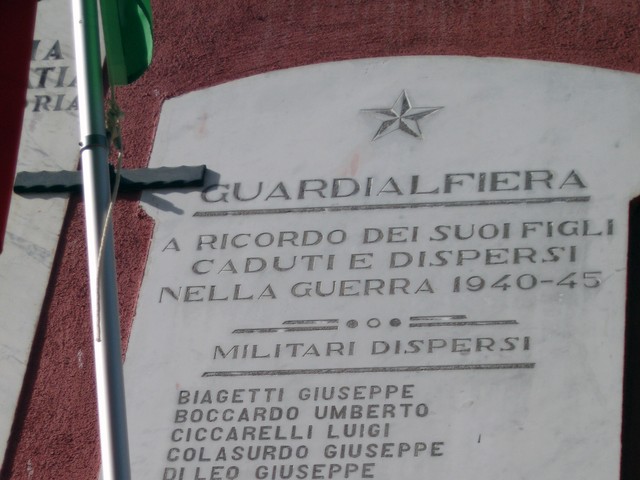 GUARDIALFIERA
A RICORDO DEI SUOI FIGLI
CADUTI E DISPERSI
NELLA GUERRA 1940-45
MILITARI DISPERSI
BIAGETTI GIUSEPPE
BOCCARDO UMBERTO
CICCARELLI LUIGI
COLASURDO GIUSEPPE
DI LEO GIUSEPPE